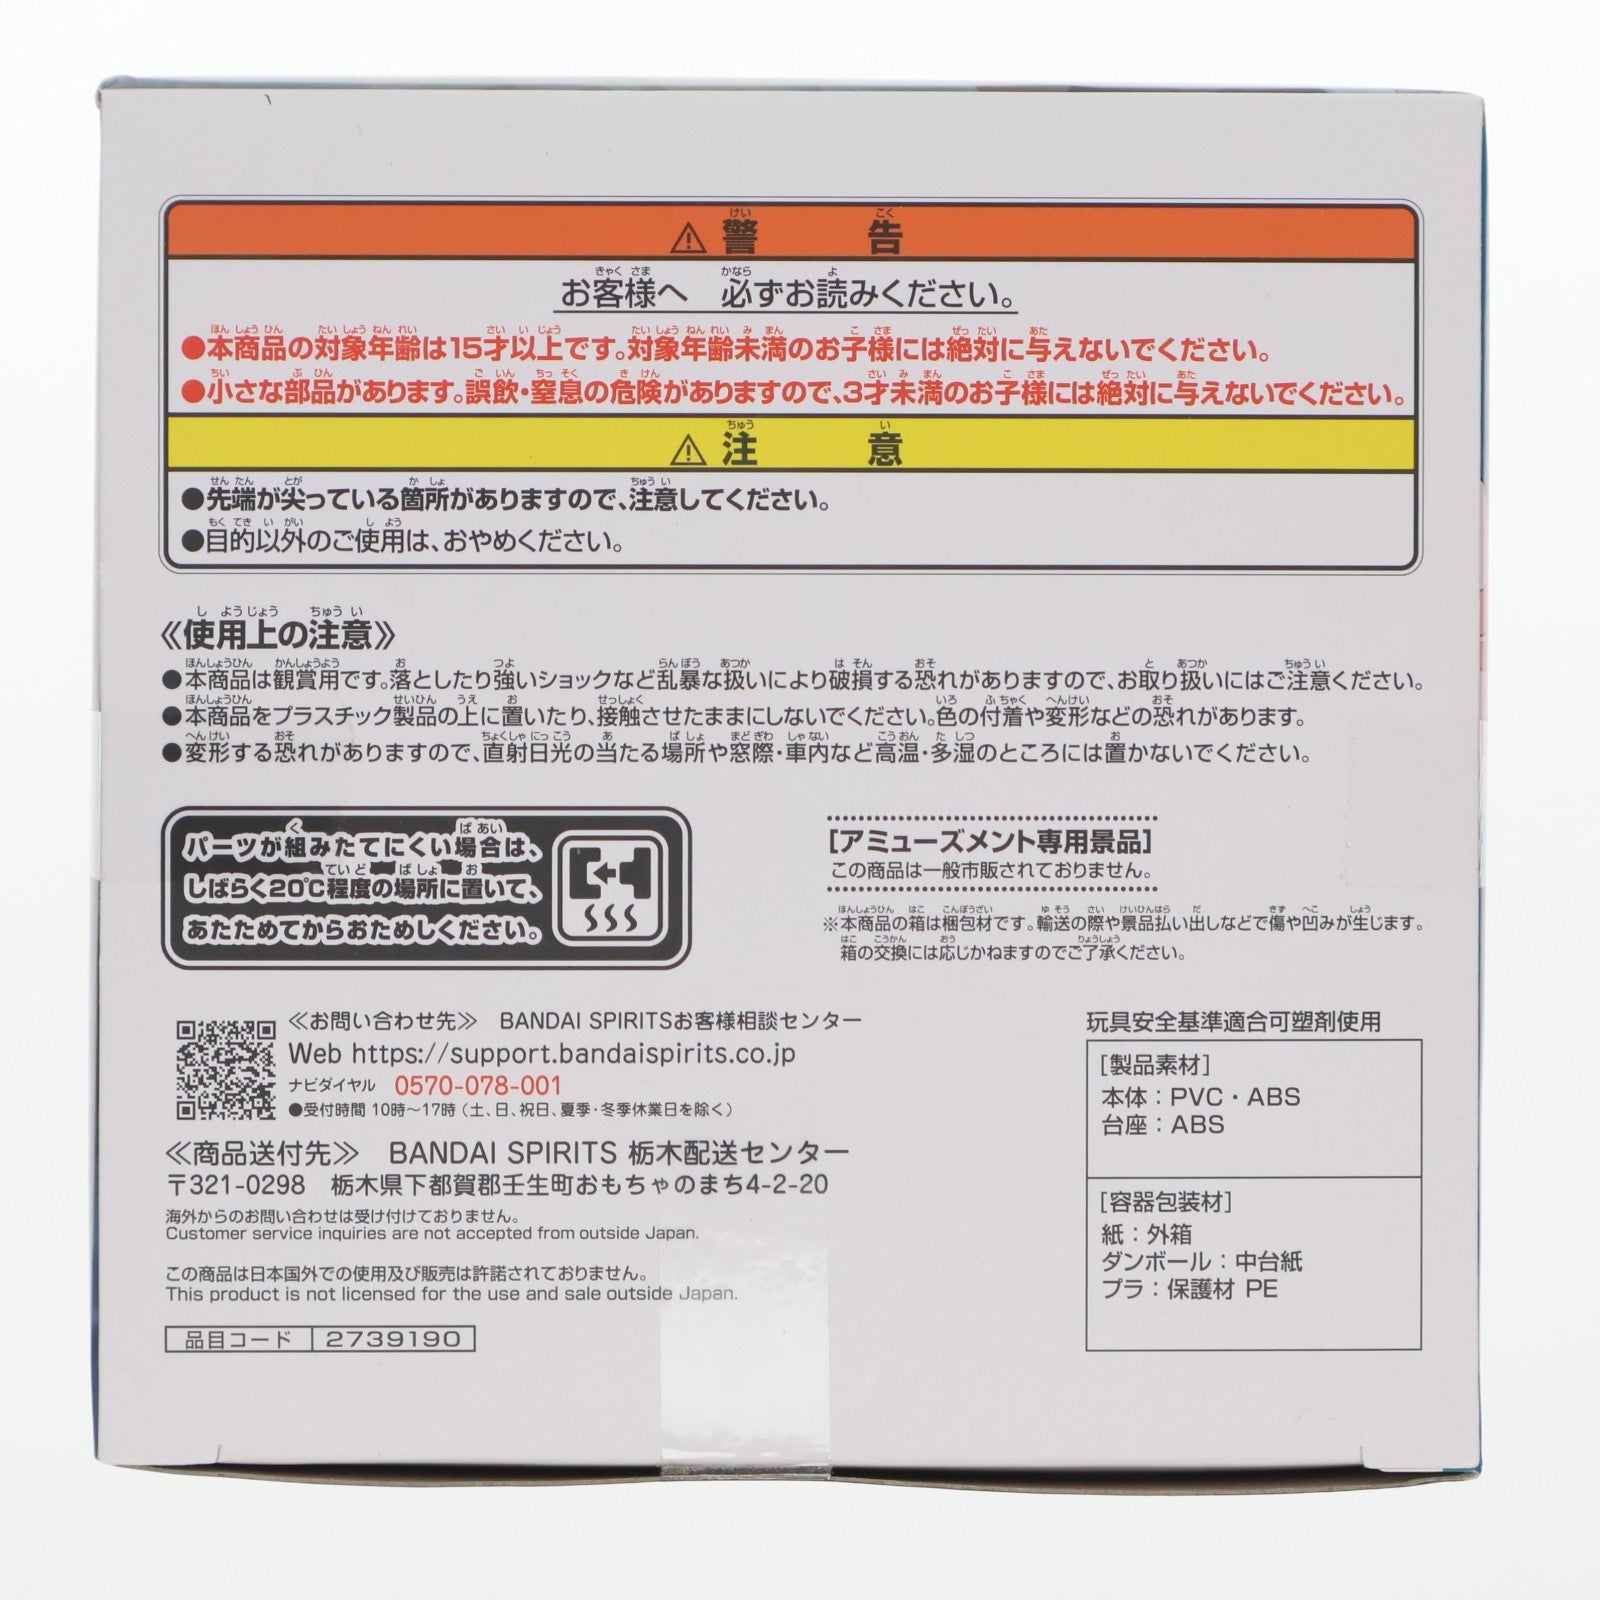 ⚠警告
お客様へ 必ずお読みください。
●本商品の対象年齢は15才以上です。対象年齢未満のお子様には絶対に与えないでください。
●小さな部品があります。誤飲・窒息の危険がありますので、3才未満のお子様には絶対に与えないでください。
⚠注意
●先端が尖っている箇所がありますので、注意してください。
●目的以外のご使用は、おやめください。
《使用上の注意》
●本商品は観賞用です。落としたり強いショックなど乱暴な扱いにより破損する恐れがありますので、お取り扱いにはご注意ください。
●本商品をプラスチック製品の上に置いたり、接触させたままにしないでください。色の付着や変形などの恐れがあります。
●変形する恐れがありますので、直射日光の当たる場所や窓際・車内など高温・多湿のところには置かないでください。
パーツが組みたてにくい場合は、
しばらく20℃程度の場所に置いて、
あたためてからおためしください。
[アミューズメント専用景品]
この商品は一般市販されておりません。
※本商品の箱は梱包材です。輸送の際や景品払い出しなどで傷や凹みが生じます。
箱の交換には応じかねますのでご了承ください。
≪お問い合わせ先≫ BANDAI SPIRITSお客様相談センター
Web https://support.bandaispirits.co.jp
ナビダイヤル 0570-078-001
●受付時間 10時〜17時（土、日、祝日、夏季・冬季休業日を除く）
≪商品送付先≫ BANDAI SPIRITS 栃木配送センター
〒321-0298 栃木県下都賀郡壬生町おもちゃのまち4-2-20
海外からのお問い合わせは受け付けておりません。
Customer service inquiries are not accepted from outside Japan.
この商品は日本国外での使用及び販売は許諾されておりません。
This product is not licensed for the use and sale outside Japan.
品目コード 2739190
玩具安全基準適合可塑剤使用
[製品素材]
本体：PVC・ABS
台座：ABS
[容器包装材]
紙：外箱
ダンボール：中台紙
プラ：保護材 PE